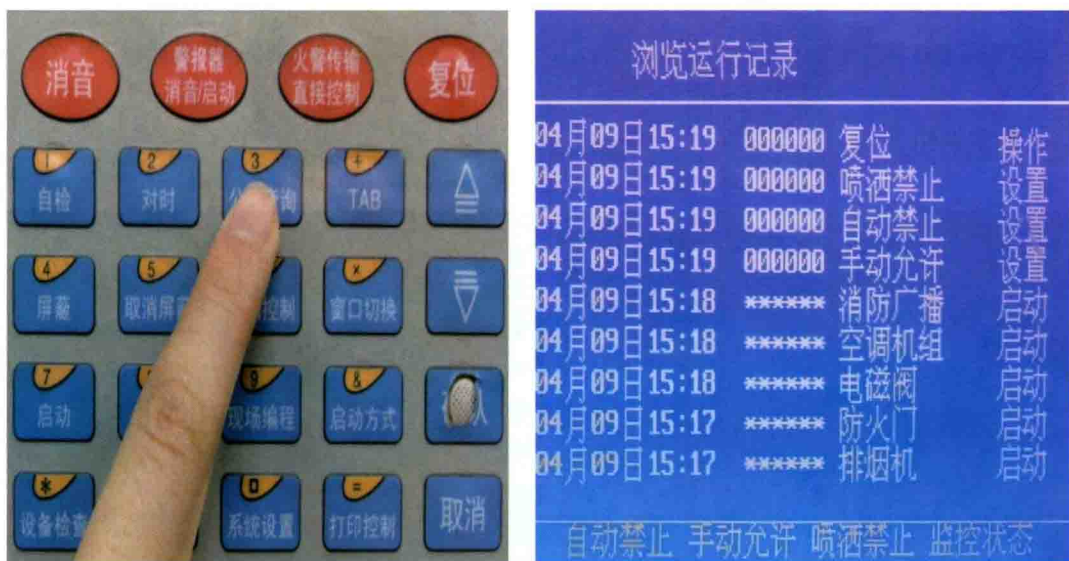 消音
警报器
消音/启动
火警传输
直接控制
复位
1
自检
2
对时
3
询
+
TAB
4
屏蔽
5
取消屏
控制
×
窗口切换
7
启动
9
现场编程
&
启动方式
认
*
设备检查
系统设置
=
打印控制
取消
浏览运行记录
04月09日15:19 000000 复位 操作
04月09日15:19 000000 喷洒禁止 设置
04月09日15:19 000000 自动禁止 设置
04月09日15:19 000000 手动允许 设置
04月09日15:18 ****** 消防广播 启动
04月09日15:18 ****** 空调机组 启动
04月09日15:18 ****** 电磁阀 启动
04月09日15:17 ****** 防火门 启动
04月09日15:17 ****** 排烟机 启动
自动禁止 手动允许 喷洒禁止 监控状态